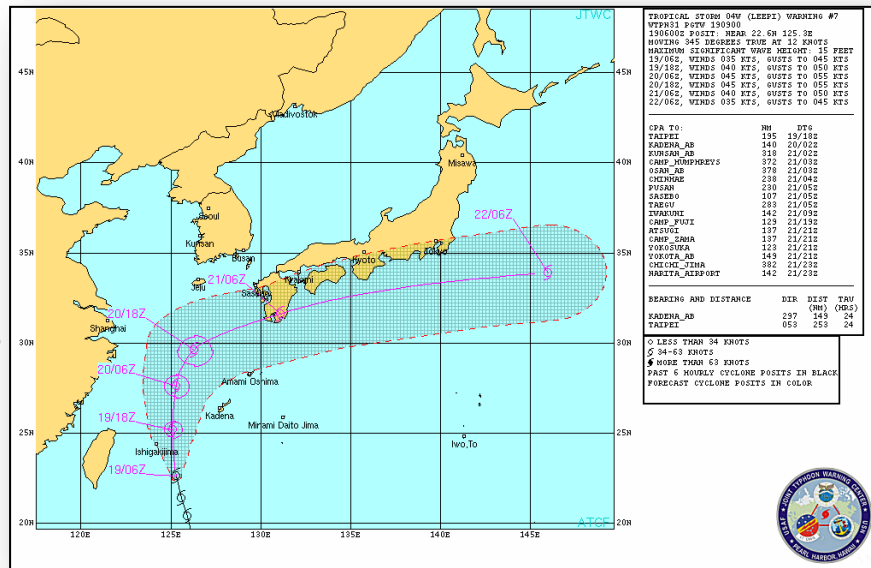 JTWC
TROPICAL STORM 04W (LEEPI) WARNING #7
WTPN31 PGTW 190900
190600Z POSIT: NEAR 22.6N 125.3E
MOVING 345 DEGREES TRUE AT 12 KNOTS
MAXIMUM SIGNIFICANT WAVE HEIGHT: 15 FEET
19/06Z, WINDS 035 KTS, GUSTS TO 045 KTS
19/18Z, WINDS 040 KTS, GUSTS TO 050 KTS
20/06Z, WINDS 045 KTS, GUSTS TO 055 KTS
20/18Z, WINDS 045 KTS, GUSTS TO 055 KTS
21/06Z, WINDS 040 KTS, GUSTS TO 050 KTS
22/06Z, WINDS 035 KTS, GUSTS TO 045 KTS
CPA TO: NM DTG
TAIPEI 195 19/18Z
KADENA_AB 140 20/02Z
KUNSAN_AB 318 21/02Z
CAMP_HUMPHREYS 372 21/03Z
OSAN_AB 378 21/03Z
CHINHAE 238 21/04Z
PUSAN 230 21/05Z
SASEBO 107 21/05Z
TAEGU 283 21/05Z
IWAKUNI 142 21/09Z
CAMP_FUJI 129 21/19Z
ATSUGI 137 21/21Z
CAMP_ZAMA 137 21/21Z
YOKOSUKA 123 21/21Z
YOKOTA_AB 149 21/21Z
CHICHI_JIMA 382 21/23Z
NARITA_AIRPORT 142 21/23Z
BEARING AND DISTANCE DIR DIST TAU
(NM) (HRS)
KADENA_AB 297 149 24
TAIPEI 053 253 24
LESS THAN 34 KNOTS
34-63 KNOTS
MORE THAN 63 KNOTS
PAST 6 HOURLY CYCLONE POSITS IN BLACK
FORECAST CYCLONE POSITS IN COLOR
45N
45N
Vladivostok
40N
40N
Misawa
Seoul
22/06Z
Kunsan
Busan
35N
35N
Kyoto
Tokyo
21/06Z
Iwakuni
Jeju
Sasebo
20/18Z
Shanghai
30N
30N
20/06Z
Amami Oshima
19/18Z
Kadena
Minami Daito Jima
25N
25N
Ishigakijima
Iwo,To
19/06Z
20N
20N
ATCF
120E
125E
130E
135E
140E
145E
JOINT TYPHOON WARNING CENTER
USAF
USN
PEARL HARBOR, HAWAII